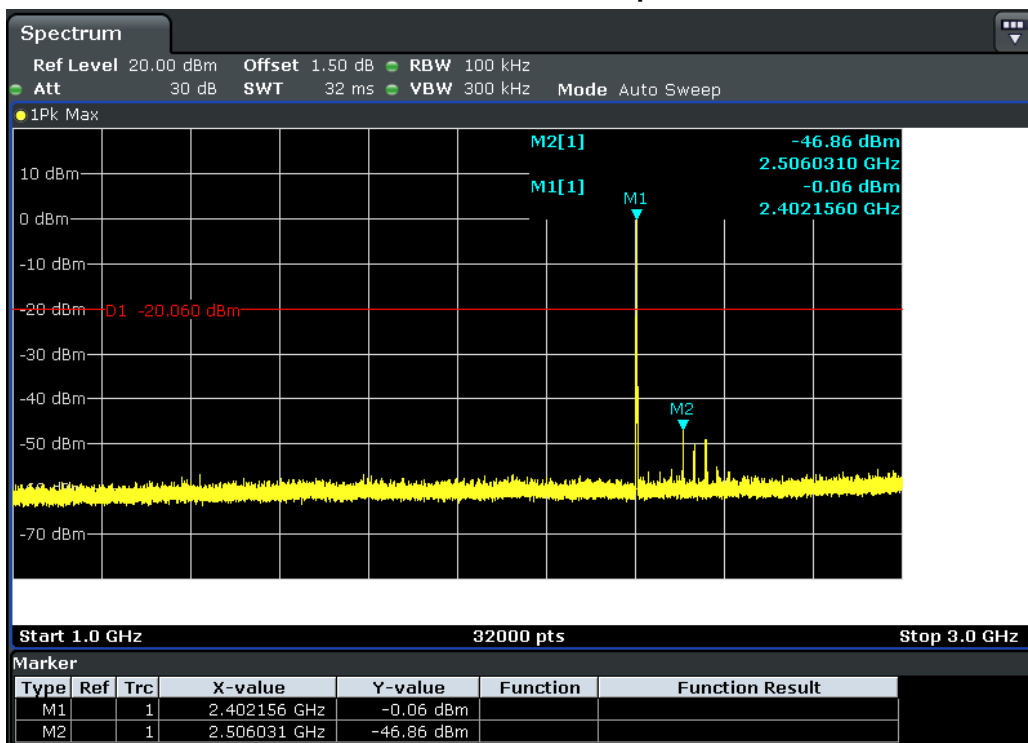 Spectrum
Ref Level 20.00 dBm Offset 1.50 dB RBW 100 kHz
Att 30 dB SWT 32 ms VBW 300 kHz Mode Auto Sweep
1Pk Max
M2[1] -46.86 dBm
2.5060310 GHz
M1[1] -0.06 dBm
2.4021560 GHz
M1
10 dBm
0 dBm
-10 dBm
-20 dBm D1 -20.060 dBm
-30 dBm
-40 dBm
M2
-50 dBm
-70 dBm
Start 1.0 GHz 32000 pts Stop 3.0 GHz
Marker
Type Ref Trc X-value Y-value Function Function Result
M1 1 2.402156 GHz -0.06 dBm
M2 1 2.506031 GHz -46.86 dBm